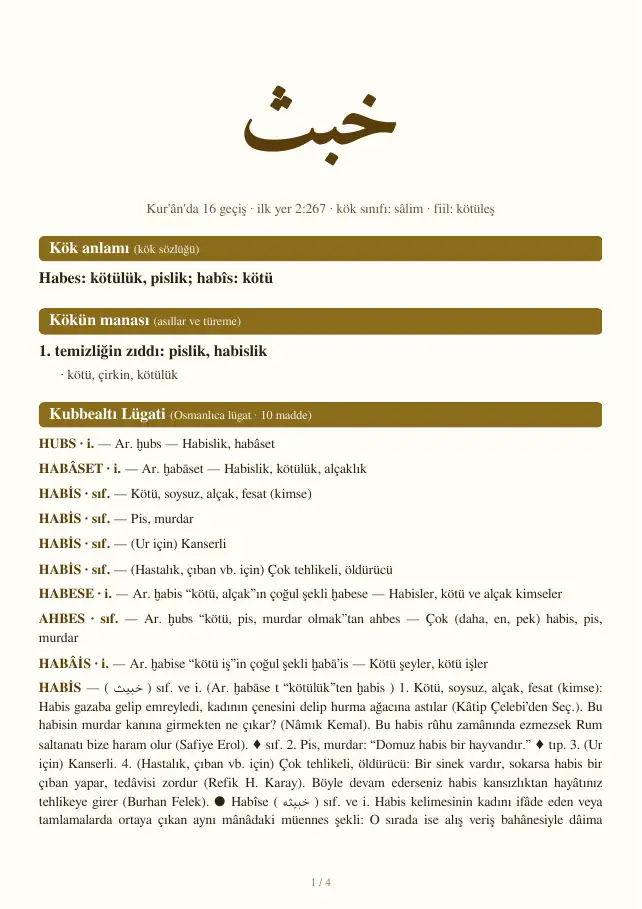 خبث
Kur'ân'da 16 geçiş · ilk yer 2:267 · kök sınıfı: sâlim · fiil: kötüleş
Kök anlamı (kök sözlüğü)
Habes: kötülük, pislik; habîs: kötü
Kökün manası (asıllar ve türeme)
1. temizliğin zıddı: pislik, habislik
· kötü, çirkin, kötülük
Kubbealtı Lügati (Osmanlıca lügat · 10 madde)
HUBS · i. — Ar. ḫubs̱ — Habislik, habâset
HABÂSET · i. — Ar. ḫabās̱et — Habislik, kötülük, alçaklık
HABİS · sıf. — Kötü, soysuz, alçak, fesat (kimse)
HABİS · sıf. — Pis, murdar
HABİS · sıf. — (Ur için) Kanserli
HABİS · sıf. — (Hastalık, çıban vb. için) Çok tehlikeli, öldürücü
HABESE · i. — Ar. ḫabis “kötü, alçak”ın çoğul şekli ḫabese — Habisler, kötü ve alçak kimseler
AHBES · sıf. — Ar. ḫubs “kötü, pis, murdar olmak”tan ahbes — Çok (daha, en, pek) habis, pis,
murdar
HABÂİS · i. — Ar. ḫabise “kötü iş”in çoğul şekli ḫabā’is — Kötü şeyler, kötü işler
HABİS — ( خبيث ) sıf. ve i. (Ar. ḫabāse t “kötülük”ten ḫabis ) 1. Kötü, soysuz, alçak, fesat (kimse):
Habis gazaba gelip emreyledi, kadının çenesini delip hurma ağacına astılar (Kâtip Çelebi’den Seç.). Bu
habisin murdar kanına girmekten ne çıkar? (Nâmık Kemal). Bu habis rûhu zamânında ezmezsek Rum
saltanatı bize haram olur (Safiye Erol). ♦ sıf. 2. Pis, murdar: “Domuz habis bir hayvandır.” ♦ tıp. 3. (Ur
için) Kanserli. 4. (Hastalık, çıban vb. için) Çok tehlikeli, öldürücü: Bir sinek vardır, sokarsa habis bir
çıban yapar, tedâvisi zordur (Refik H. Karay). Böyle devam ederseniz habis kansızlıktan hayâtınız
tehlikeye girer (Burhan Felek). ● Habîse ( خبيثه ) sıf. ve i. Habis kelimesinin kadını ifâde eden veya
tamlamalarda ortaya çıkan aynı mânâdaki müennes şekli: O sırada ise alış veriş bahânesiyle dâima
1 / 4